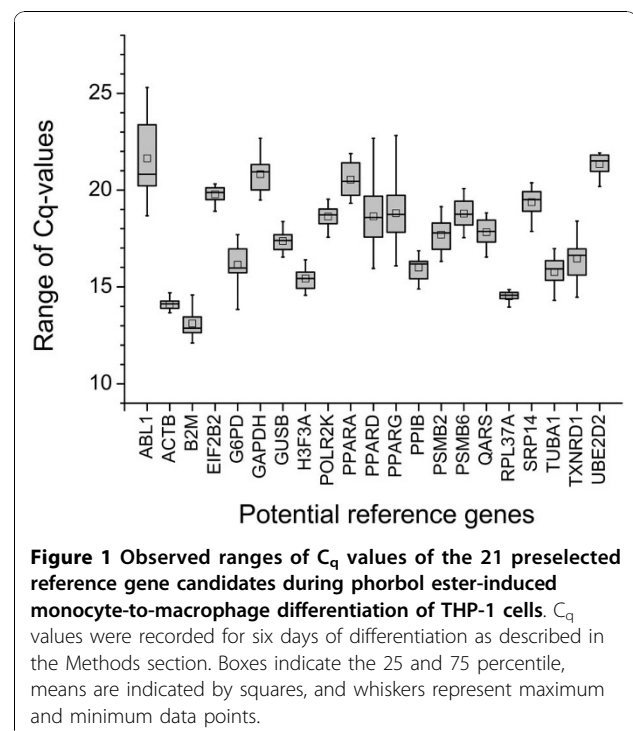 25
20
15
10
Range of Cq-values
ABL1
ACTB
B2M
EIF2B2
G6PD
GAPDH
GUSB
H3F3A
POLR2K
PPARA
PPARD
PPARG
PPIB
PSMB2
PSMB6
QARS
RPL37A
SRP14
TUBA1
TXNRD1
UBE2D2
Potential reference genes
Figure 1 Observed ranges of Cq values of the 21 preselected
reference gene candidates during phorbol ester-induced
monocyte-to-macrophage differentiation of THP-1 cells. Cq
values were recorded for six days of differentiation as described in
the Methods section. Boxes indicate the 25 and 75 percentile,
means are indicated by squares, and whiskers represent maximum
and minimum data points.